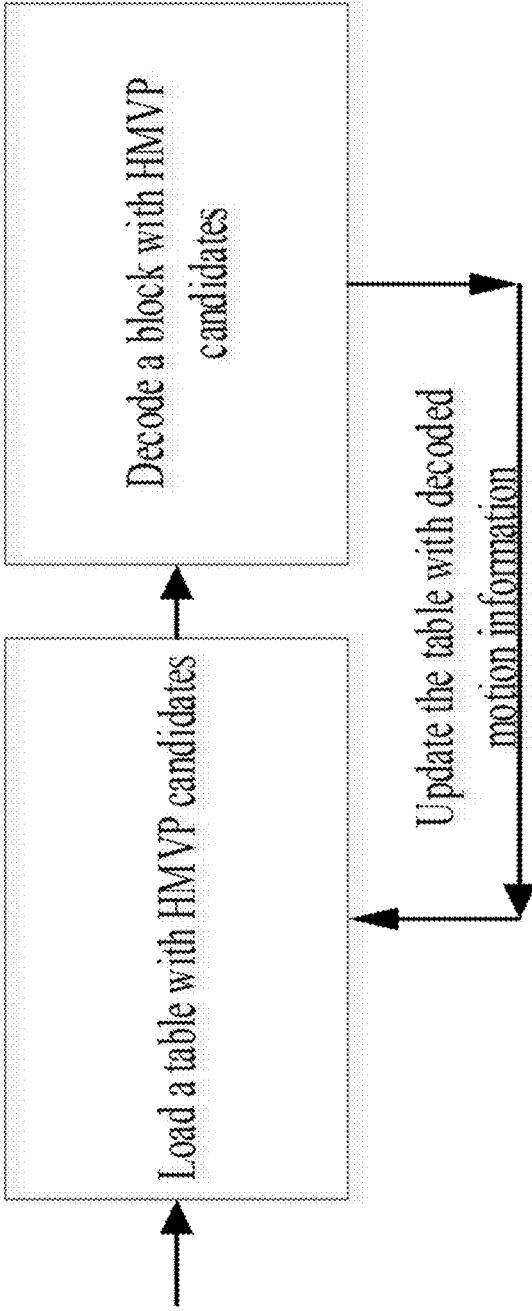 Load a table with HMVP candidates
Decode a block with HMVP
candidates
Update the table with decoded
motion information